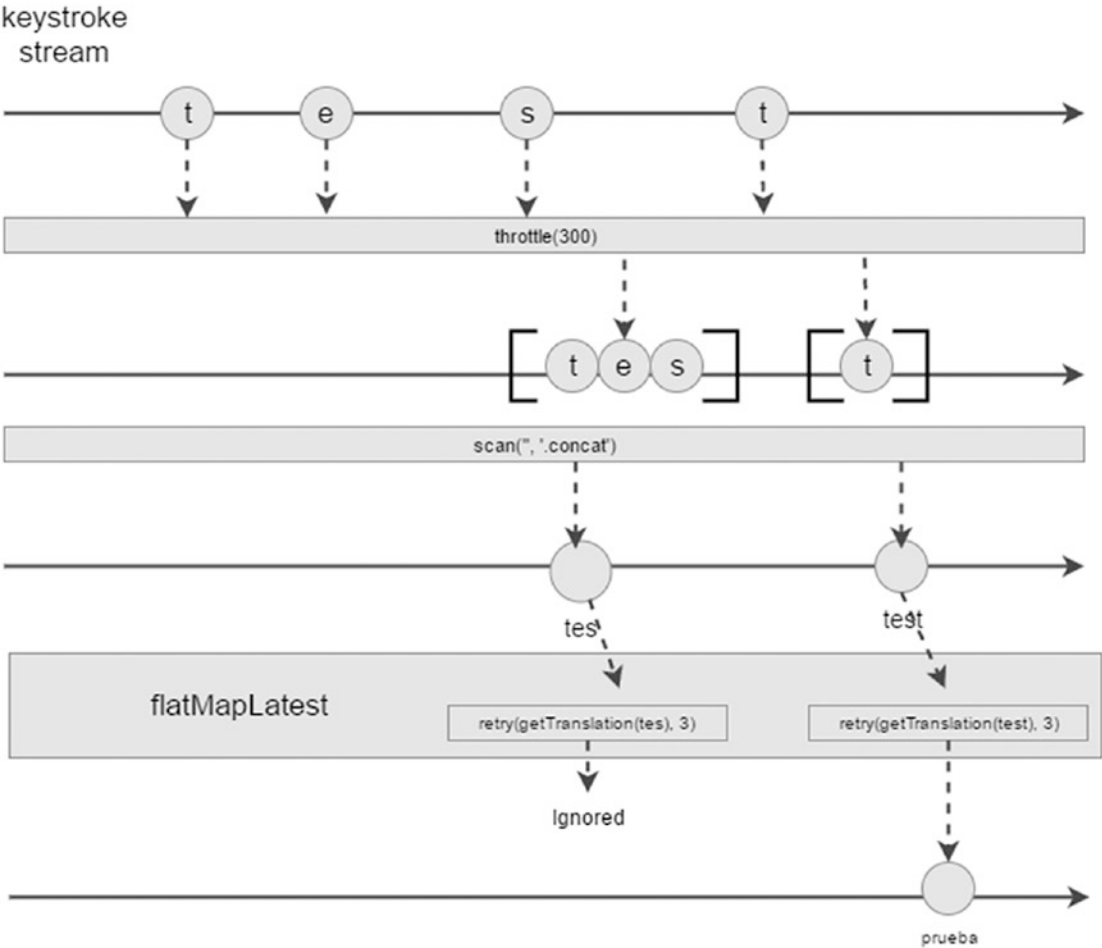 keystroke
stream
t e s t
throttle(300)
[ t e s ] [ t ]
scan('', '.concat')
tes test
flatMapLatest
retry(getTranslation(tes), 3) retry(getTranslation(test), 3)
Ignored
prueba